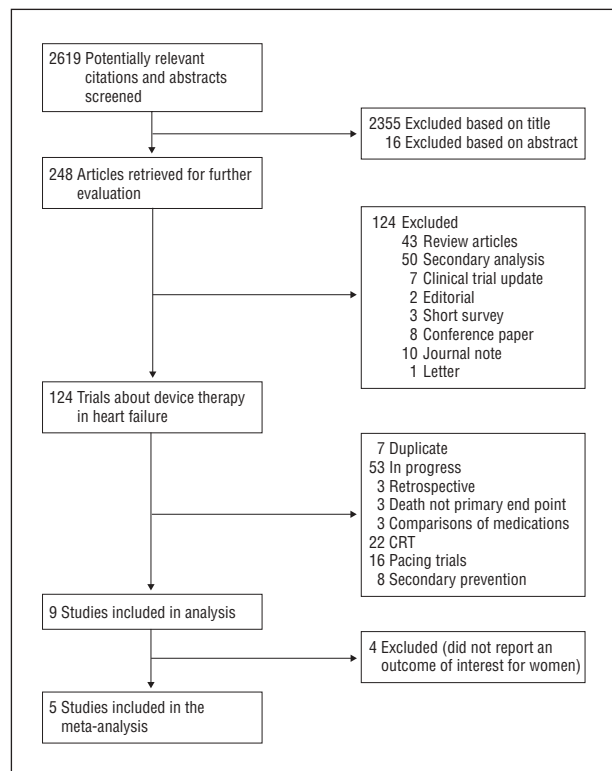 2619 Potentially relevant
citations and abstracts
screened
2355 Excluded based on title
16 Excluded based on abstract
248 Articles retrieved for further
evaluation
124 Excluded
43 Review articles
50 Secondary analysis
7 Clinical trial update
2 Editorial
3 Short survey
8 Conference paper
10 Journal note
1 Letter
124 Trials about device therapy
in heart failure
7 Duplicate
53 In progress
3 Retrospective
3 Death not primary end point
3 Comparisons of medications
22 CRT
16 Pacing trials
8 Secondary prevention
9 Studies included in analysis
4 Excluded (did not report an
outcome of interest for women)
5 Studies included in the
meta-analysis